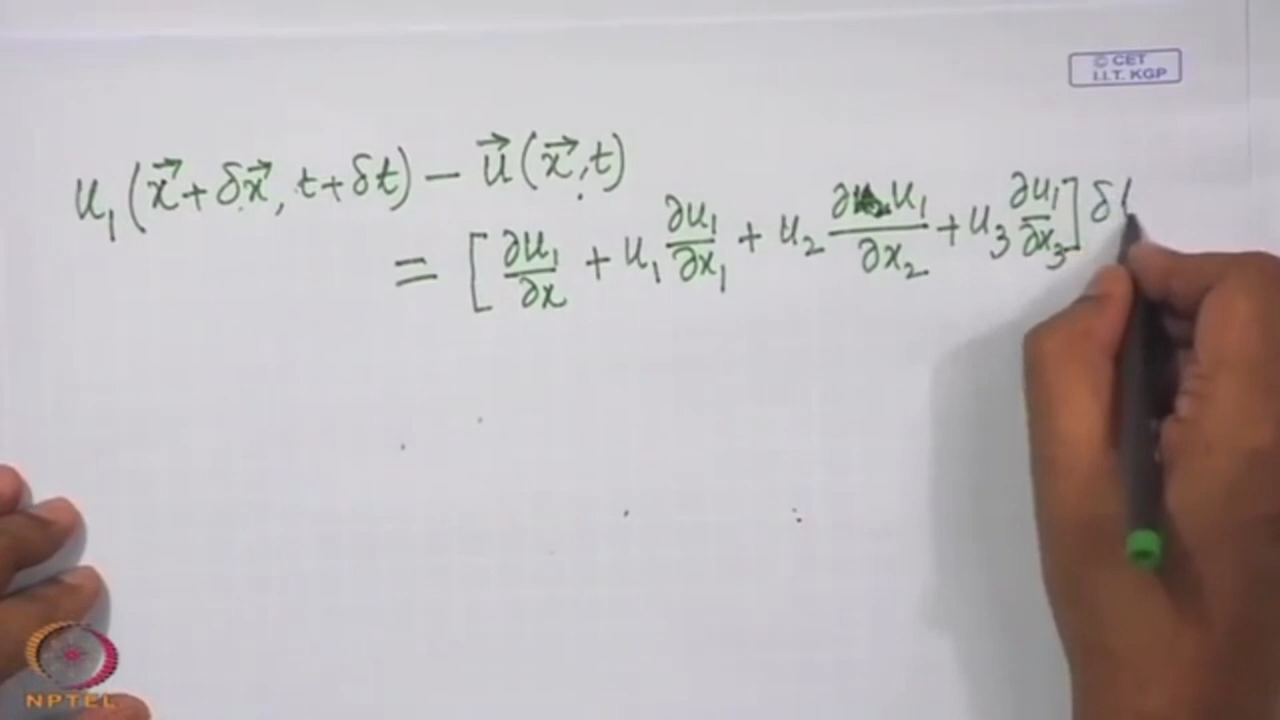 © CET
I.I.T. KGP
u₁(x⃗+δx⃗, t+δt) − u⃗(x⃗,t)
= [∂u₁/∂x + u₁ ∂u₁/∂x₁ + u₂ ∂u₁/∂x₂ + u₃ ∂u₁/∂x₃] δ
NPTEL